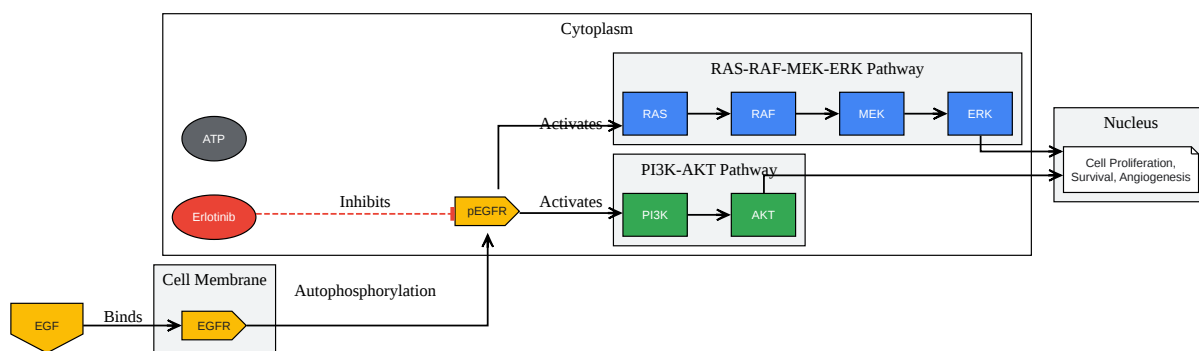 Cytoplasm
RAS-RAF-MEK-ERK Pathway
RAS
RAF
MEK
ERK
ATP
Activates
Nucleus
Cell Proliferation,
Survival, Angiogenesis
PI3K-AKT Pathway
Erlotinib
Inhibits
pEGFR
Activates
PI3K
AKT
Cell Membrane
Autophosphorylation
EGF
Binds
EGFR